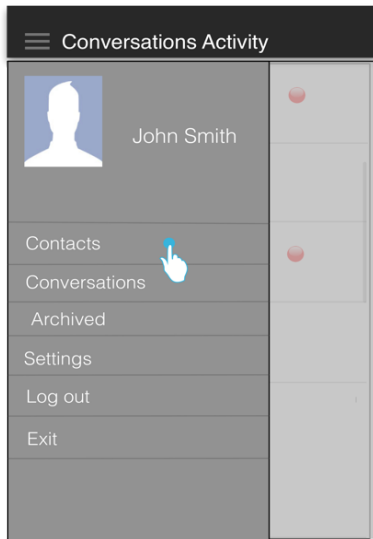 Conversations Activity
John Smith
Contacts
Conversations
Archived
Settings
Log out
Exit